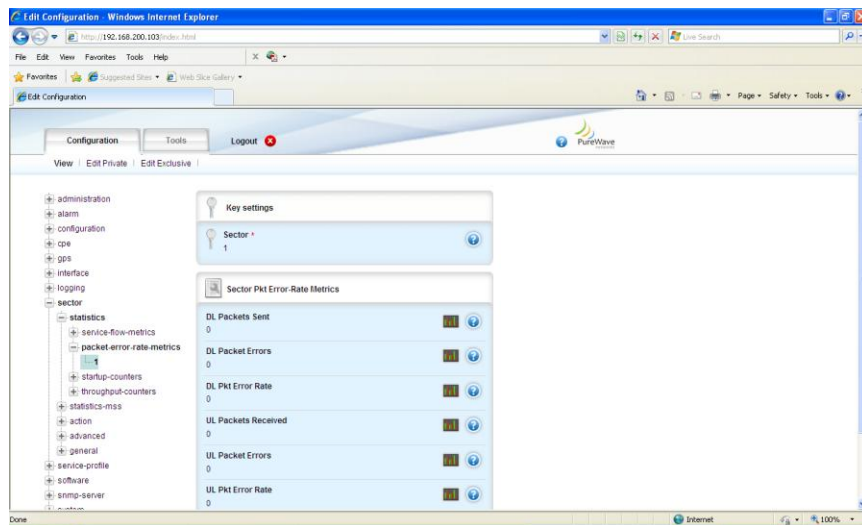 Edit Configuration - Windows Internet Explorer
http://192.168.200.103/index.html
Live Search
File Edit View Favorites Tools Help
Favorites Suggested Sites Web Slice Gallery
Edit Configuration
Page Safety Tools
Configuration Tools Logout
PureWave
View Edit Private Edit Exclusive
administration
alarm
configuration
cpe
gps
interface
logging
sector
statistics
service-flow-metrics
packet-error-rate-metrics
1
startup-counters
throughput-counters
statistics-mss
action
advanced
general
service-profile
software
snmp-server
system
Key settings
Sector *
1
Sector Pkt Error-Rate Metrics
DL Packets Sent
0
DL Packet Errors
0
DL Pkt Error Rate
0
UL Packets Received
0
UL Packet Errors
0
UL Pkt Error Rate
0
Done
Internet
100%